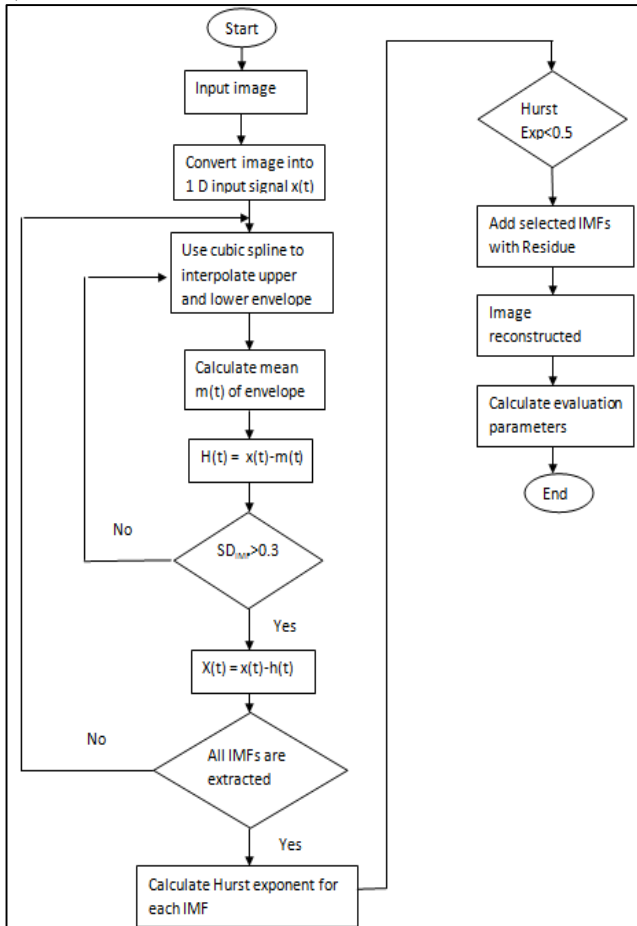 Start
Input image
Convert image into
1 D input signal x(t)
Use cubic spline to
interpolate upper
and lower envelope
Calculate mean
m(t) of envelope
H(t) = x(t)-m(t)
No
SD IMF>0.3
Yes
X(t) = x(t)-h(t)
No
All IMFs are
extracted
Yes
Calculate Hurst exponent for
each IMF
Hurst
Exp<0.5
Add selected IMFs
with Residue
Image
reconstructed
Calculate evaluation
parameters
End